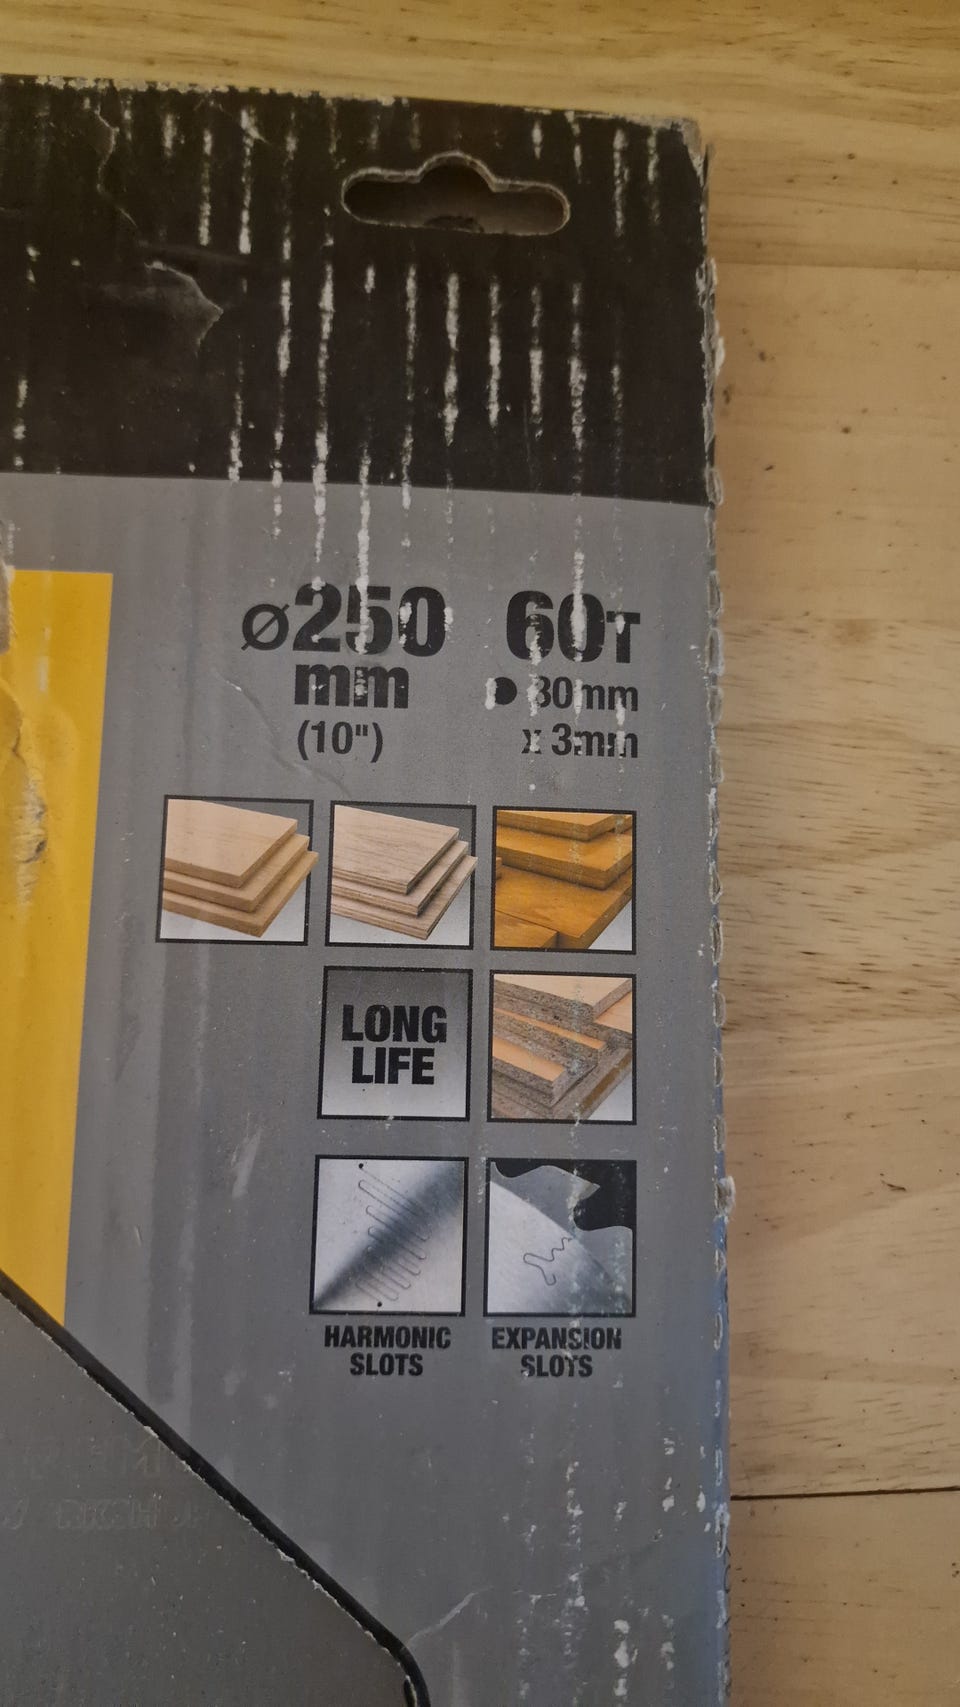 ø250 60T
mm 30mm
(10") x 3mm
LONG
LIFE
HARMONIC EXPANSION
SLOTS SLOTS